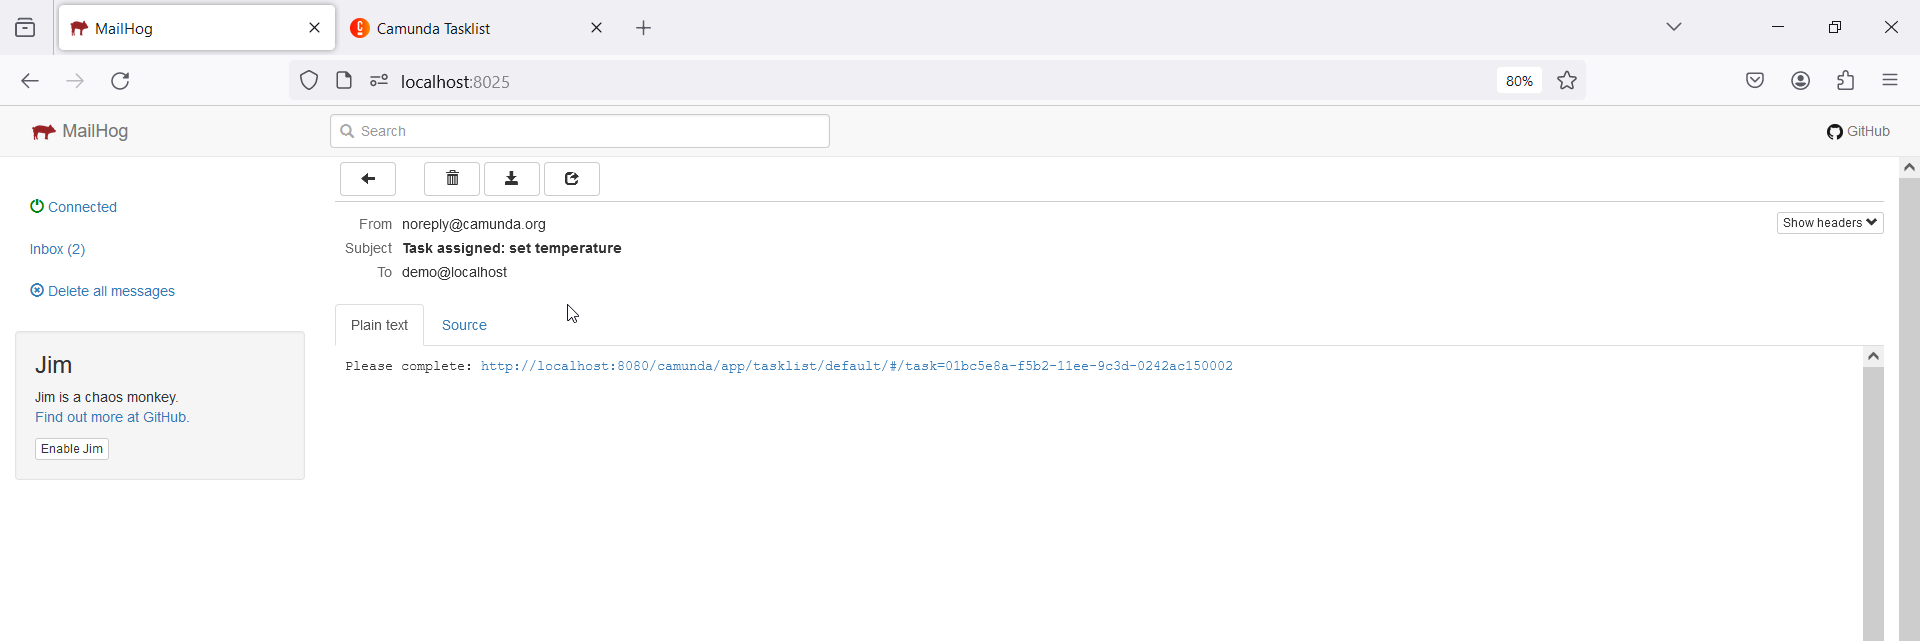 MailHog
Camunda Tasklist
localhost:8025
80%
MailHog
Search
GitHub
Connected
Inbox (2)
Delete all messages
Jim
Jim is a chaos monkey.
Find out more at GitHub.
Enable Jim
From noreply@camunda.org
Show headers
Subject Task assigned: set temperature
To demo@localhost
Plain text Source
Please complete: http://localhost:8080/camunda/app/tasklist/default/#/task=01bc5e8a-f5b2-11ee-9c3d-0242ac150002